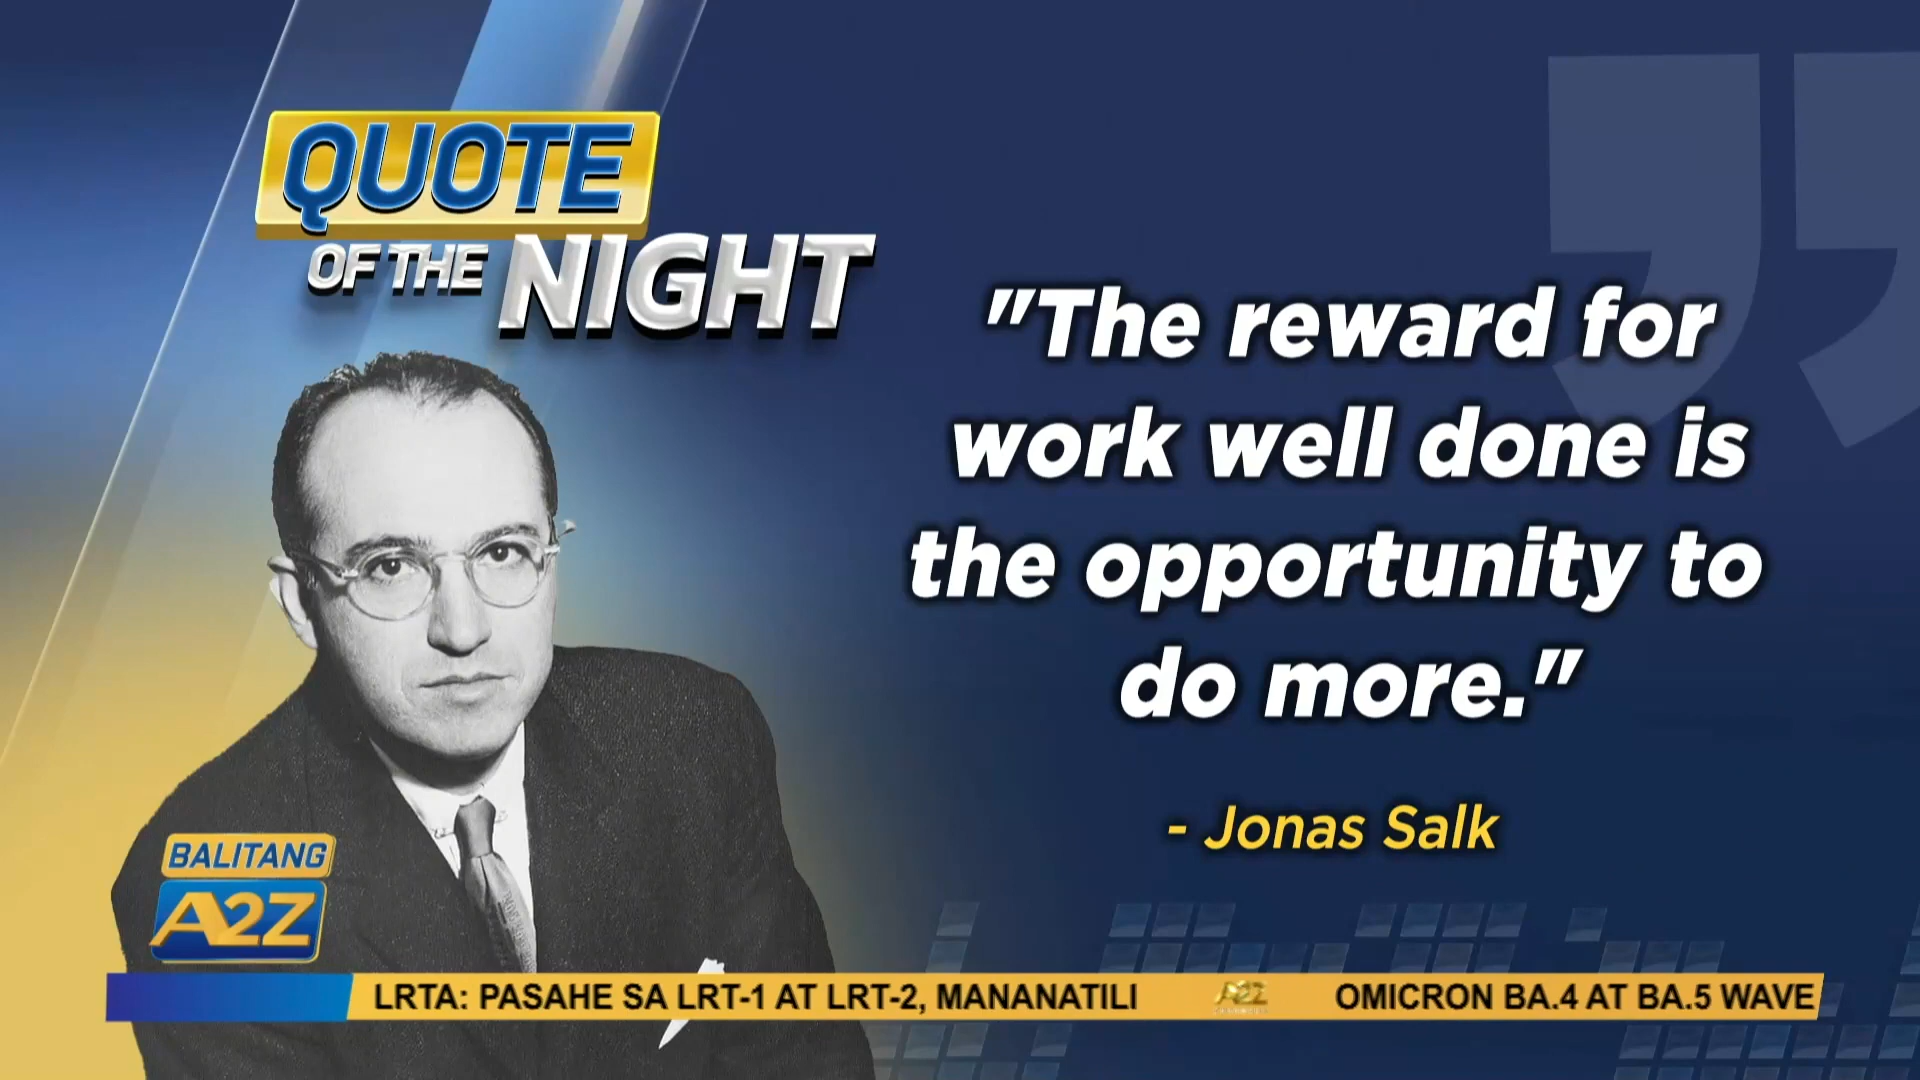 QUOTE
OF THE NIGHT
"The reward for
work well done is
the opportunity to
do more."
- Jonas Salk
BALITANG
A2Z
LRTA: PASAHE SA LRT-1 AT LRT-2, MANANATILI
A2Z
OMICRON BA.4 AT BA.5 WAVE